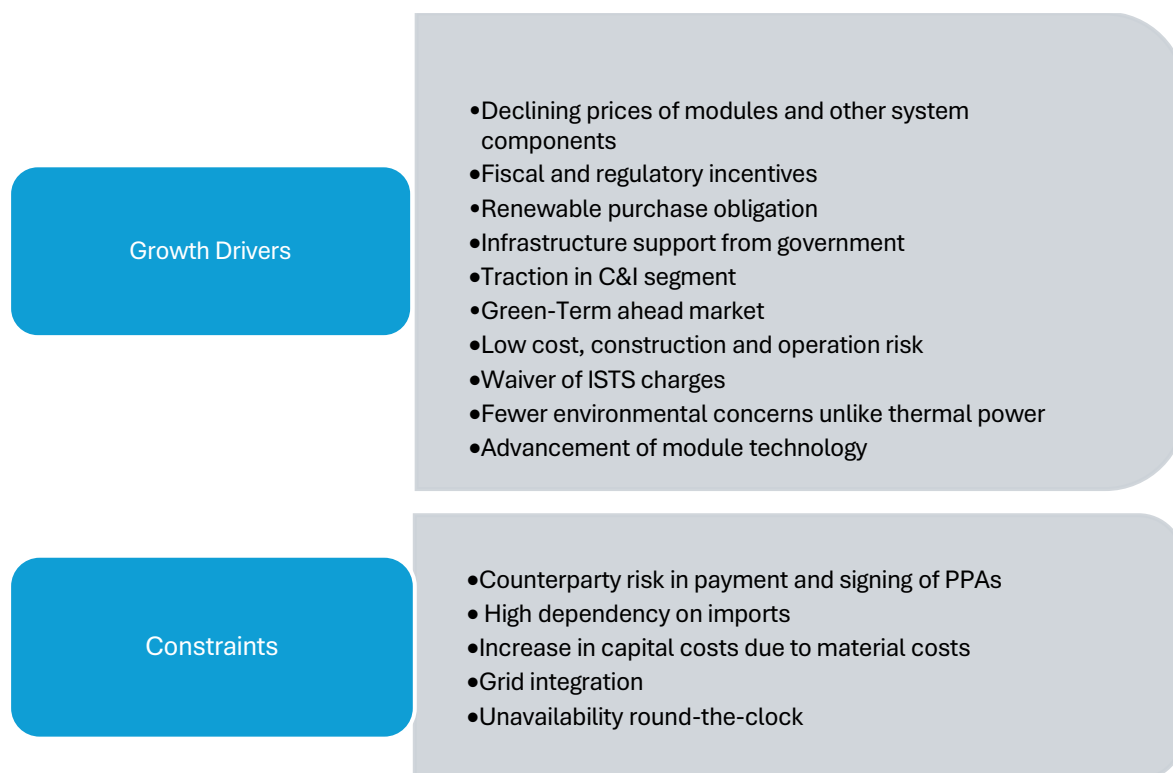 Growth Drivers
•Declining prices of modules and other system
components
•Fiscal and regulatory incentives
•Renewable purchase obligation
•Infrastructure support from government
•Traction in C&I segment
•Green-Term ahead market
•Low cost, construction and operation risk
•Waiver of ISTS charges
•Fewer environmental concerns unlike thermal power
•Advancement of module technology
Constraints
•Counterparty risk in payment and signing of PPAs
• High dependency on imports
•Increase in capital costs due to material costs
•Grid integration
•Unavailability round-the-clock